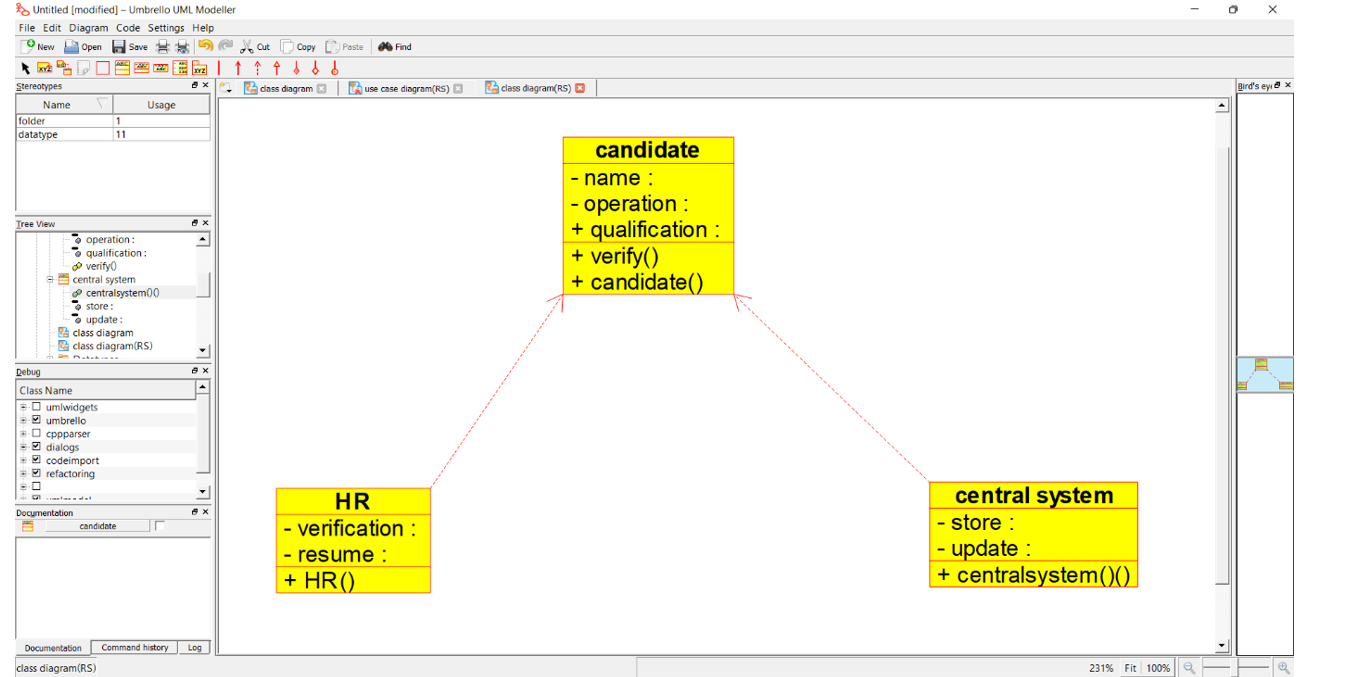 Untitled [modified] – Umbrello UML Modeller
File Edit Diagram Code Settings Help
New Open Save Cut Copy Paste Find
Stereotypes
Name Usage
folder 1
datatype 11
Tree View
operation :
qualification :
verify()
central system
centralsystem()()
store :
update :
class diagram
class diagram(RS)
Debug
Class Name
umlwidgets
umbrello
cppparser
dialogs
codeimport
refactoring
Documentation
candidate
Documentation Command history Log
class diagram(RS)
class diagram use case diagram(RS) class diagram(RS)
candidate
- name :
- operation :
+ qualification :
+ verify()
+ candidate()
HR
- verification :
- resume :
+ HR()
central system
- store :
- update :
+ centralsystem()()
Bird's ey
231% Fit 100%